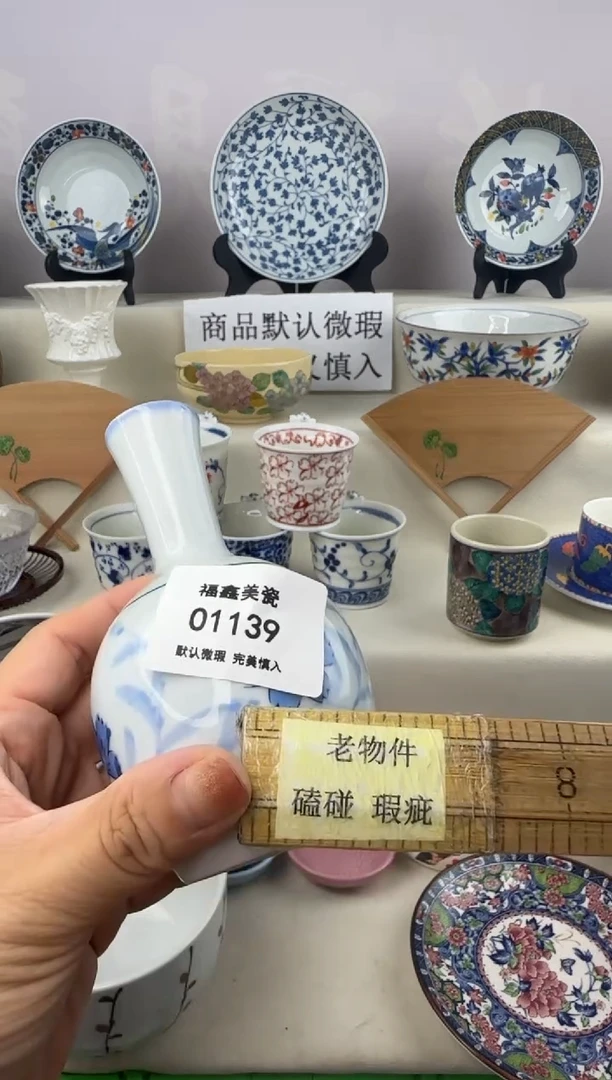 商品默认微瑕
慎入
福鑫美瓷
01139
默认微瑕 完美慎入
老物件
磕碰 瑕疵
8